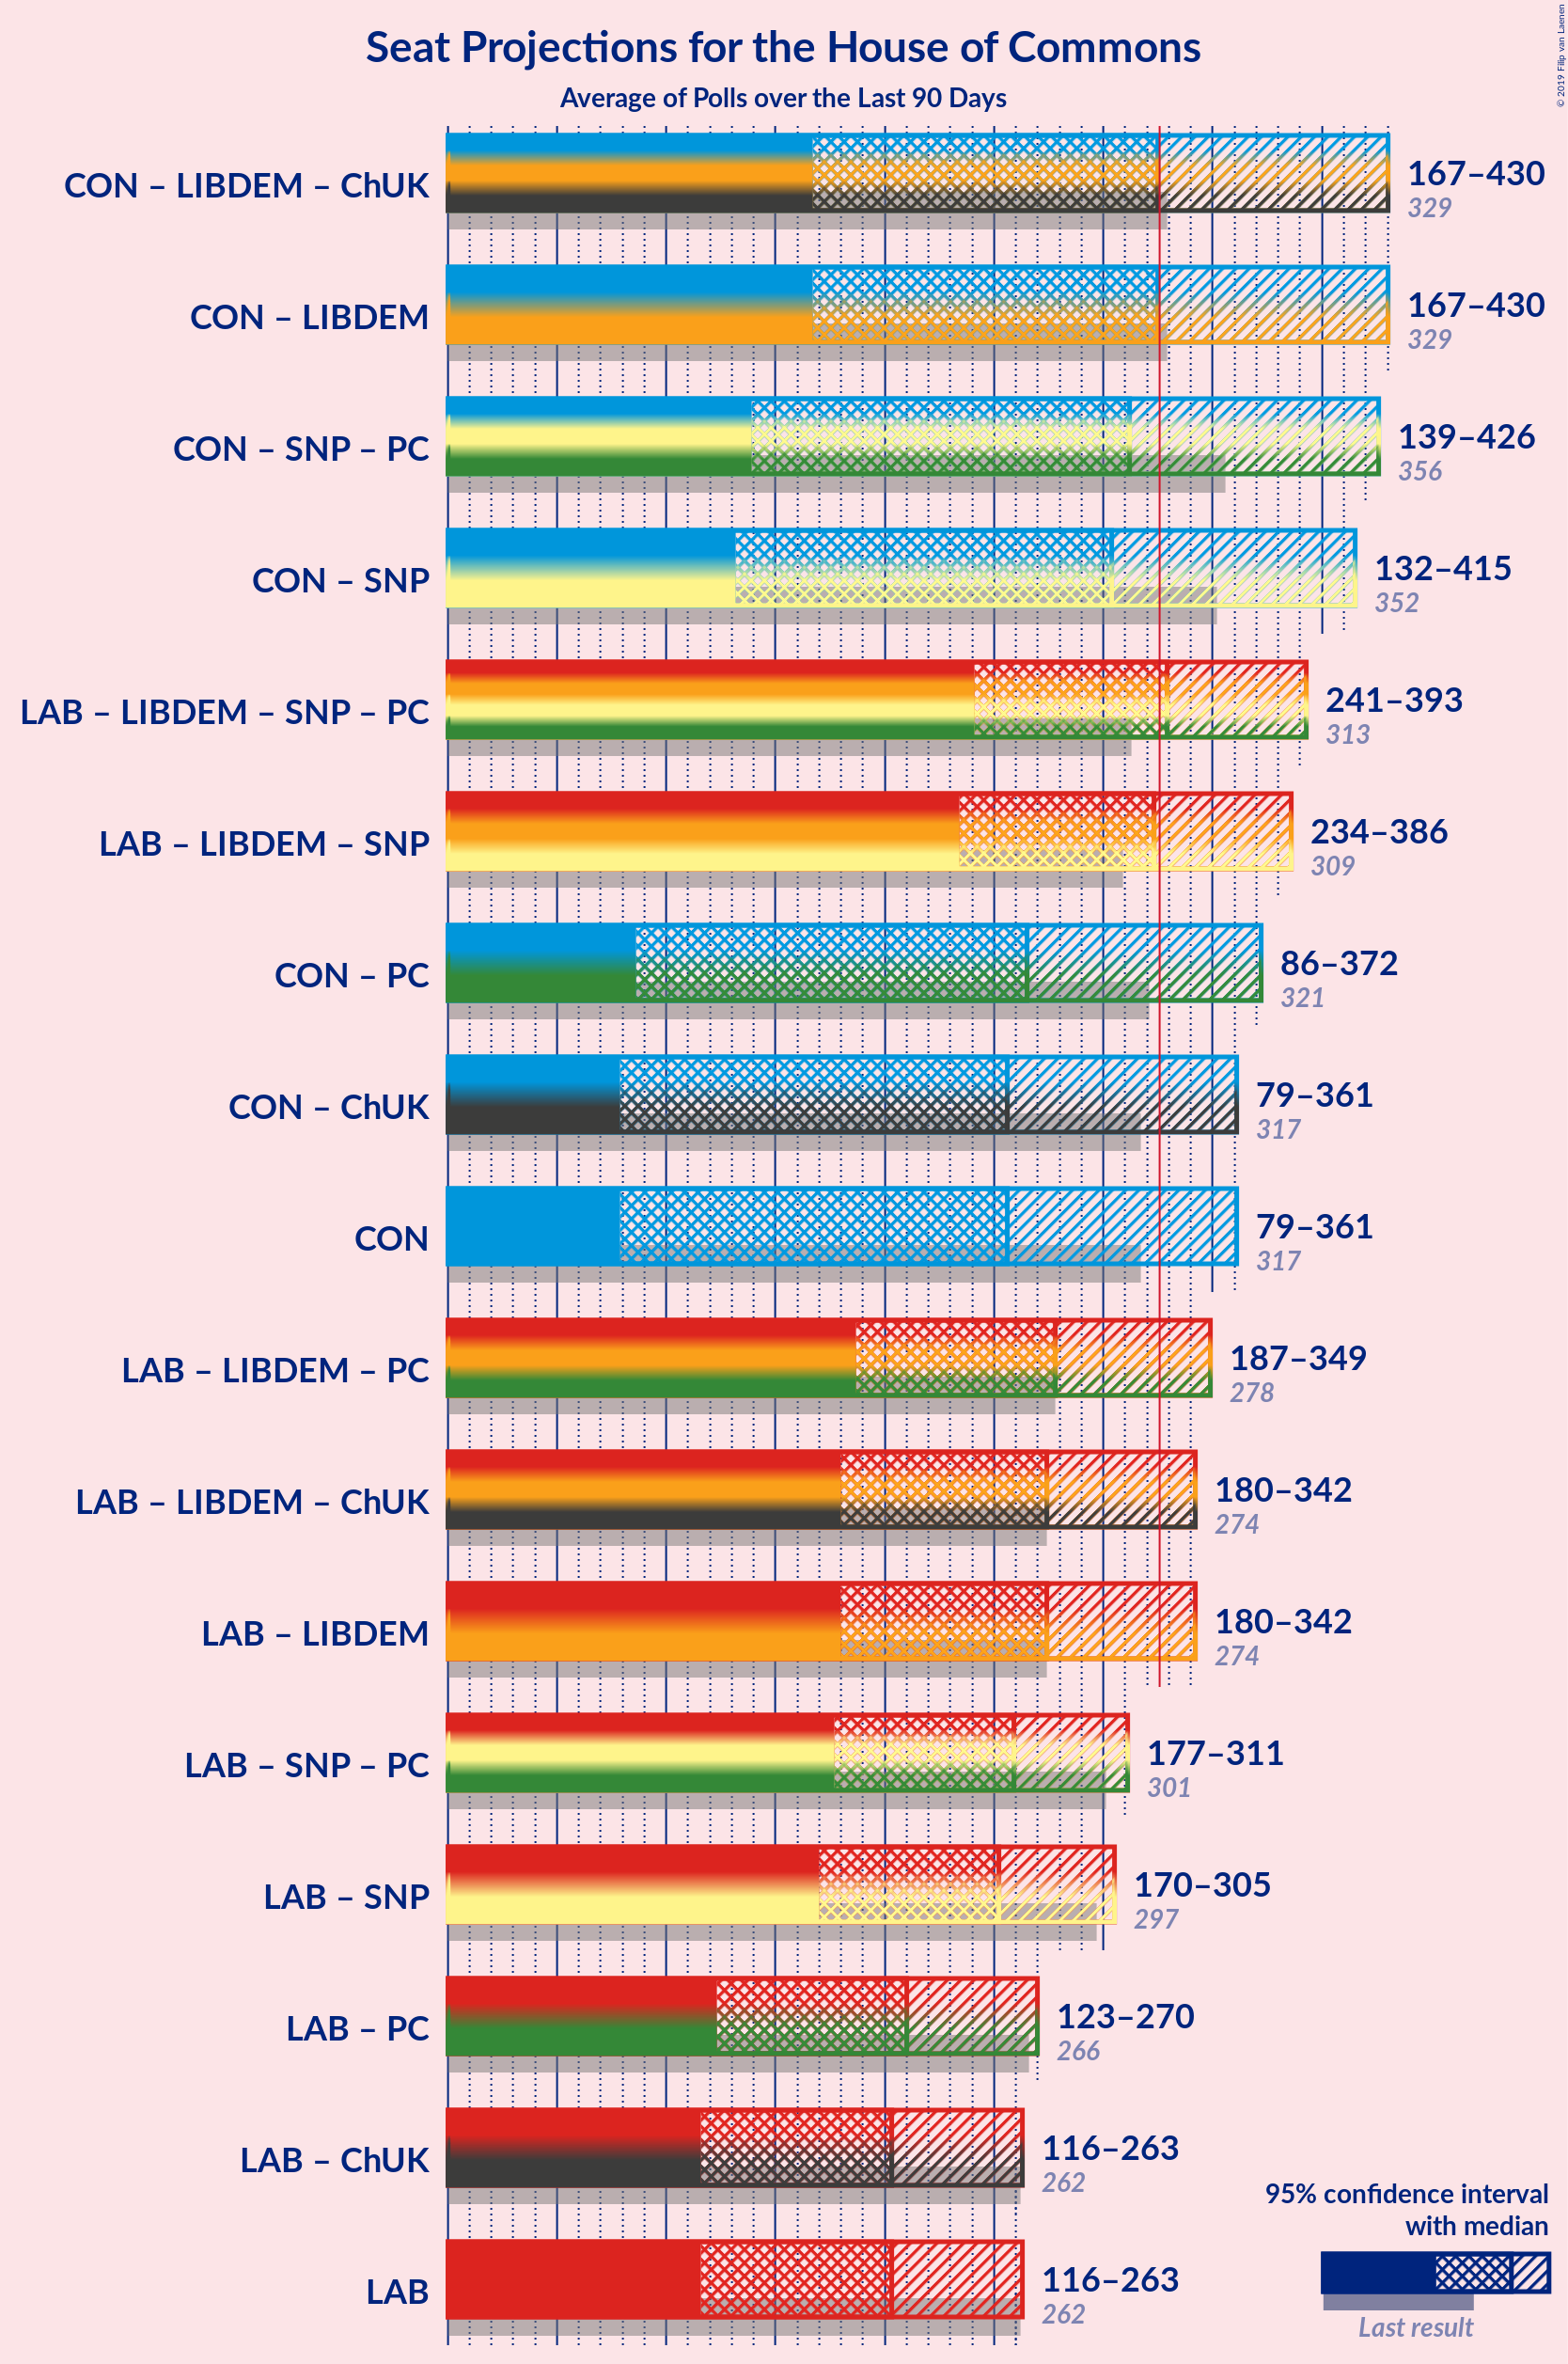 © 2019 Filip van Laenen
Seat Projections for the House of Commons
Average of Polls over the Last 90 Days
CON – LIBDEM – ChUK
167–430
329
CON – LIBDEM
167–430
329
CON – SNP – PC
139–426
356
CON – SNP
132–415
352
LAB – LIBDEM – SNP – PC
241–393
313
LAB – LIBDEM – SNP
234–386
309
CON – PC
86–372
321
CON – ChUK
79–361
317
CON
79–361
317
LAB – LIBDEM – PC
187–349
278
LAB – LIBDEM – ChUK
180–342
274
LAB – LIBDEM
180–342
274
LAB – SNP – PC
177–311
301
LAB – SNP
170–305
297
LAB – PC
123–270
266
LAB – ChUK
116–263
262
LAB
116–263
262
95% confidence interval
with median
Last result